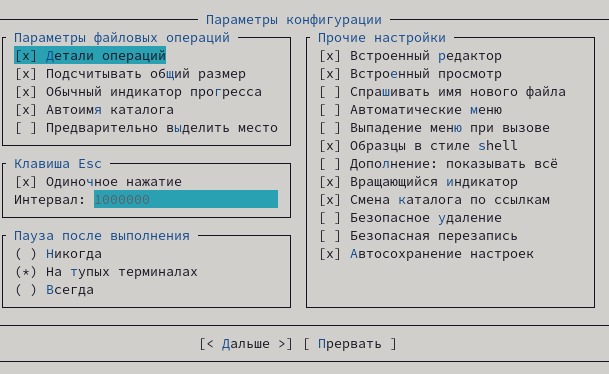 Параметры конфигурации
Параметры файловых операций
[x] Детали операций
[x] Подсчитывать общий размер
[x] Обычный индикатор прогресса
[x] Автоимя каталога
[ ] Предварительно выделить место
Клавиша Esc
[x] Одиночное нажатие
Интервал: 1000000
Пауза после выполнения
( ) Никогда
(*) На тупых терминалах
( ) Всегда
Прочие настройки
[x] Встроенный редактор
[x] Встроенный просмотр
[ ] Спрашивать имя нового файла
[ ] Автоматические меню
[ ] Выпадение меню при вызове
[x] Образцы в стиле shell
[ ] Дополнение: показывать всё
[x] Вращающийся индикатор
[x] Смена каталога по ссылкам
[ ] Безопасное удаление
[ ] Безопасная перезапись
[x] Автосохранение настроек
[< Дальше >] [ Прервать ]